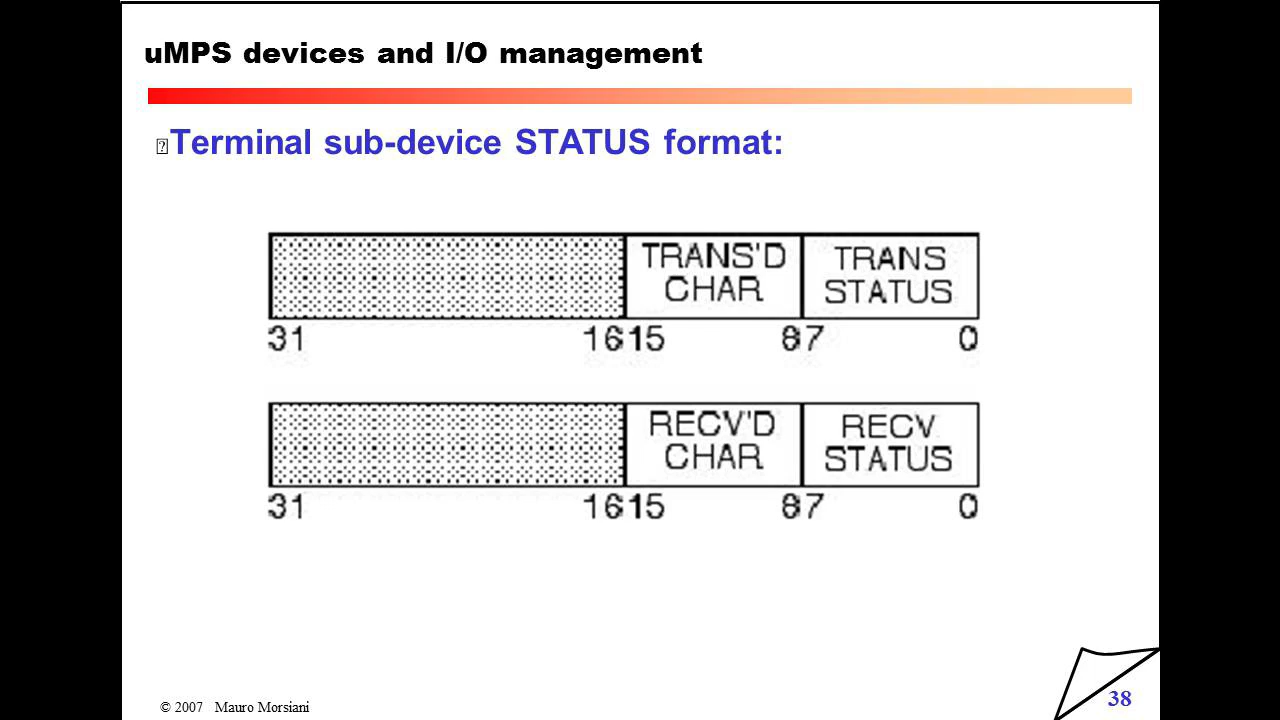 uMPS devices and I/O management
Terminal sub-device STATUS format:
TRANS'D CHAR
TRANS STATUS
31 16 15 8 7 0
RECV'D CHAR
RECV STATUS
31 16 15 8 7 0
© 2007 Mauro Morsiani
38